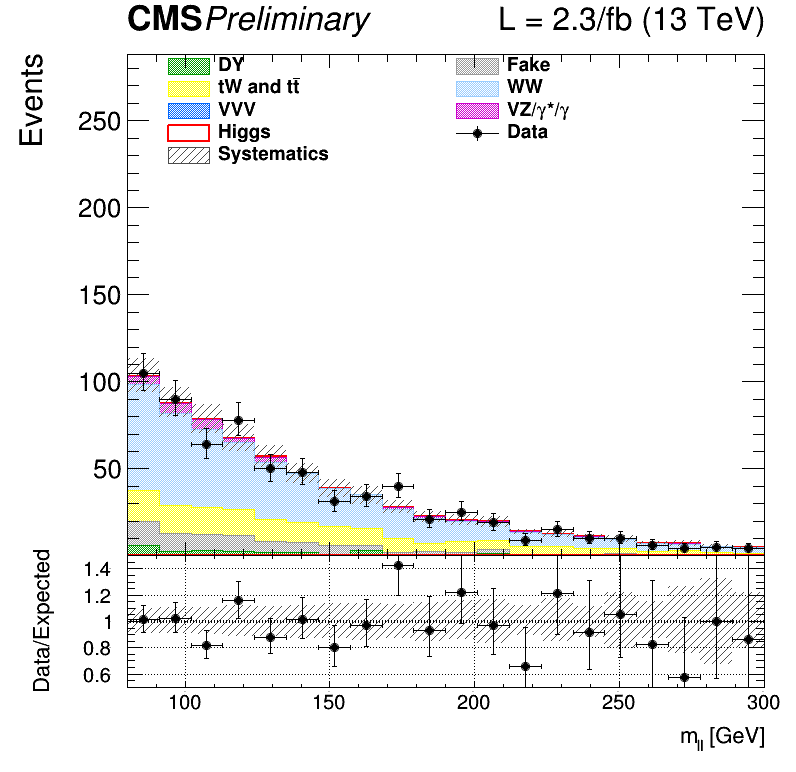 CMS Preliminary L = 2.3/fb (13 TeV)
Events
DY Fake
tW and tt̄ WW
VVV VZ/γ*/γ
Higgs Data
Systematics
250
200
150
100
50
Data/Expected
1.4
1.2
1
0.8
0.6
100 150 200 250 300
m_ll [GeV]